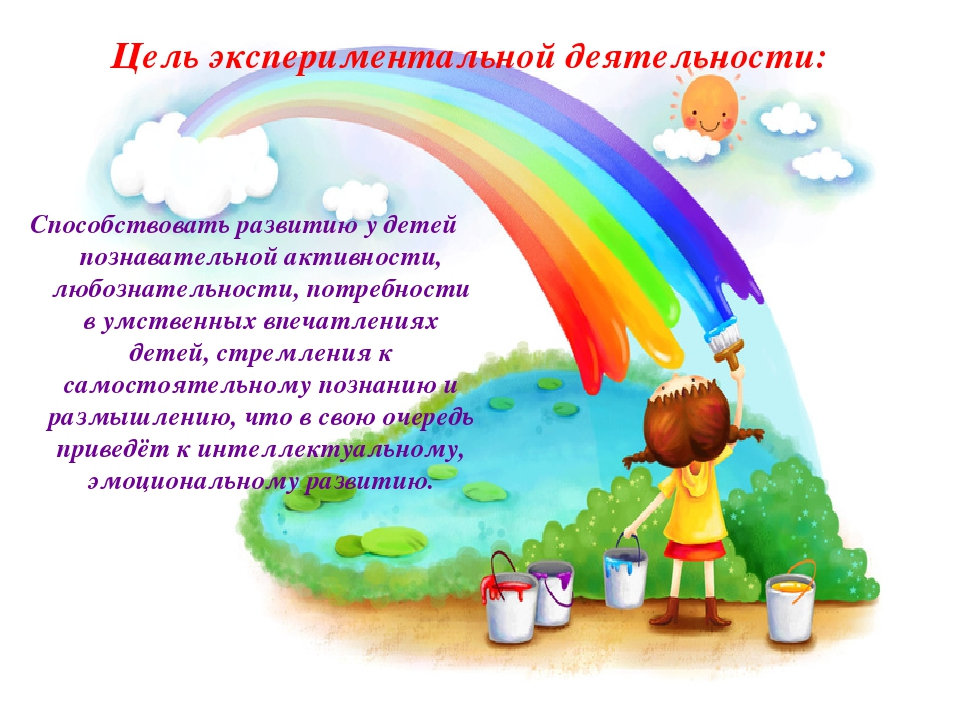 Цель экспериментальной деятельности:
Способствовать развитию у детей
познавательной активности,
любознательности, потребности
в умственных впечатлениях
детей, стремления к
самостоятельному познанию и
размышлению, что в свою очередь
приведёт к интеллектуальному,
эмоциональному развитию.